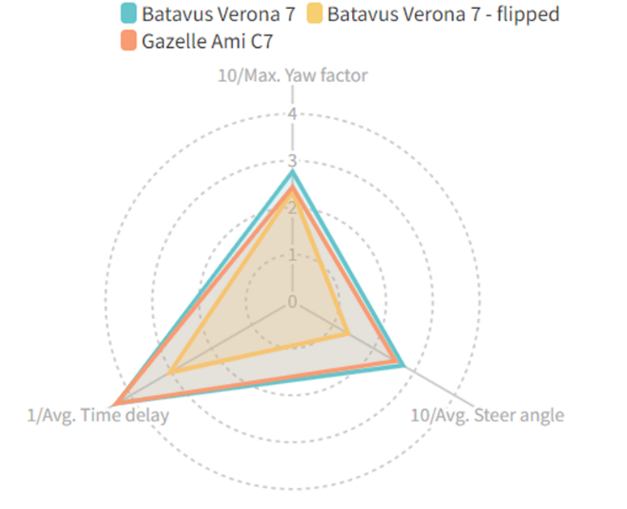 Batavus Verona 7 Batavus Verona 7 - flipped
Gazelle Ami C7
10/Max. Yaw factor
4
3
2
1
0
1/Avg. Time delay 10/Avg. Steer angle